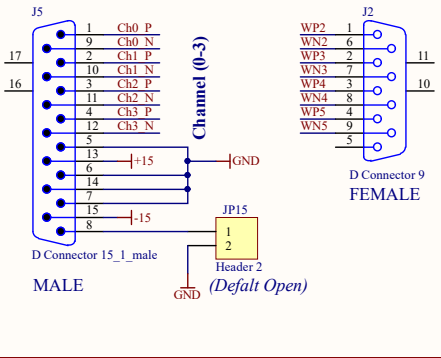 J5
17
16
1 Ch0_P
9 Ch0_N
2 Ch1_P
10 Ch1_N
3 Ch2_P
11 Ch2_N
4 Ch3_P
12 Ch3_N
5
13 +15
6
14
7
15 -15
8
GND
Channel (0-3)
D Connector 15_1_male
MALE
JP15
1
2
Header 2
GND
(Defalt Open)
J2
WP2 1
WN2 6
WP3 2
WN3 7
WP4 3
WN4 8
WP5 4
WN5 9
5
11
10
D Connector 9
FEMALE